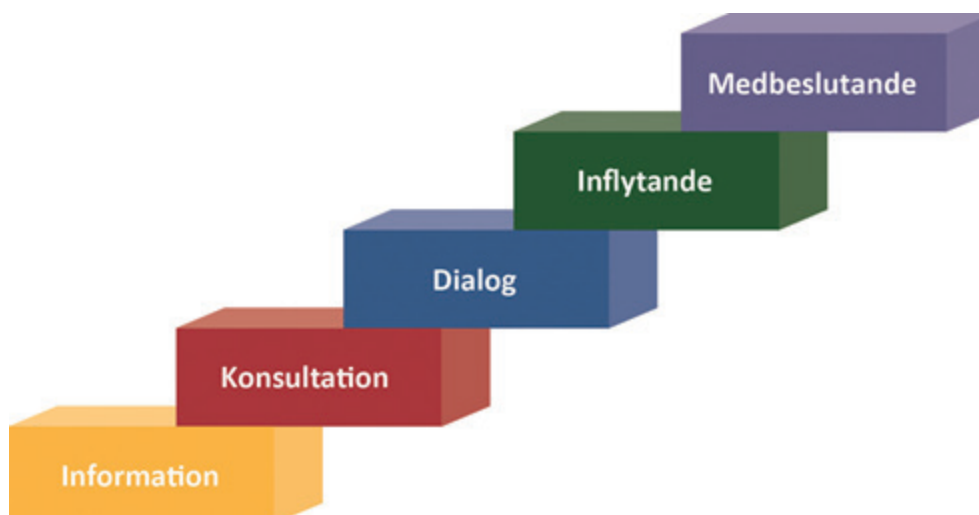 Medbeslutande
Inflytande
Dialog
Konsultation
Information